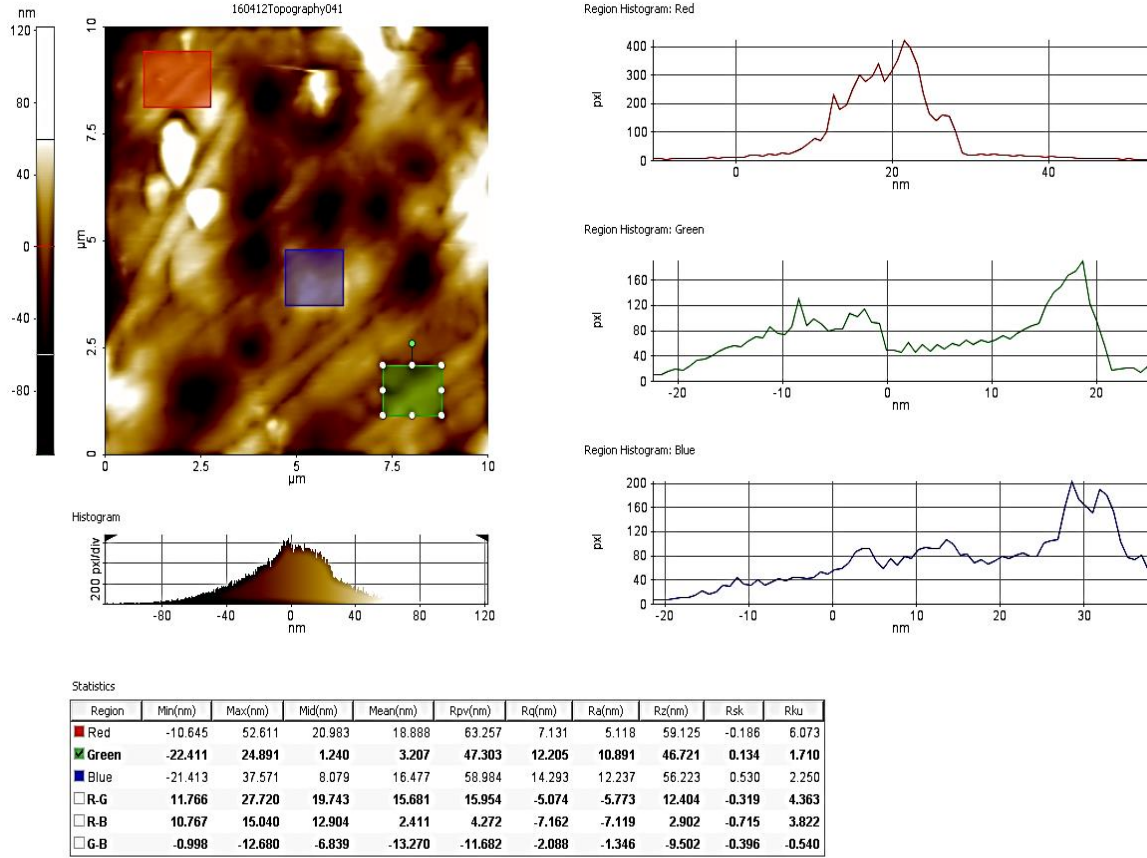 nm
120
80
40
0
-40
-80
160412Topography041
10
7.5
5
2.5
0
µm
0 2.5 5 7.5 10
µm
Histogram
200 pxl/div
-80 -40 0 40 80 120
nm
Region Histogram: Red
400
300
200
100
0
pxl
0 20 40
nm
Region Histogram: Green
160
120
80
40
0
pxl
-20 -10 0 10 20
nm
Region Histogram: Blue
200
160
120
80
40
0
pxl
-20 -10 0 10 20 30
nm
Statistics
Region Min(nm) Max(nm) Mid(nm) Mean(nm) Rpv(nm) Rq(nm) Ra(nm) Rz(nm) Rsk Rku
Red -10.645 52.611 20.983 18.888 63.257 7.131 5.118 59.125 -0.186 6.073
Green -22.411 24.891 1.240 3.207 47.303 12.205 10.891 46.721 0.134 1.710
Blue -21.413 37.571 8.079 16.477 58.984 14.293 12.237 56.223 0.530 2.250
R-G 11.766 27.720 19.743 15.681 15.954 -5.074 -5.773 12.404 -0.319 4.363
R-B 10.767 15.040 12.904 2.411 4.272 -7.162 -7.119 2.902 -0.715 3.822
G-B -0.998 -12.680 -6.839 -13.270 -11.682 -2.088 -1.346 -9.502 -0.396 -0.540